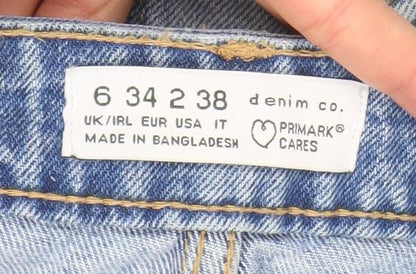 6 34 2 38 denim co.
UK/IRL EUR USA IT PRIMARK®
MADE IN BANGLADESH CARES